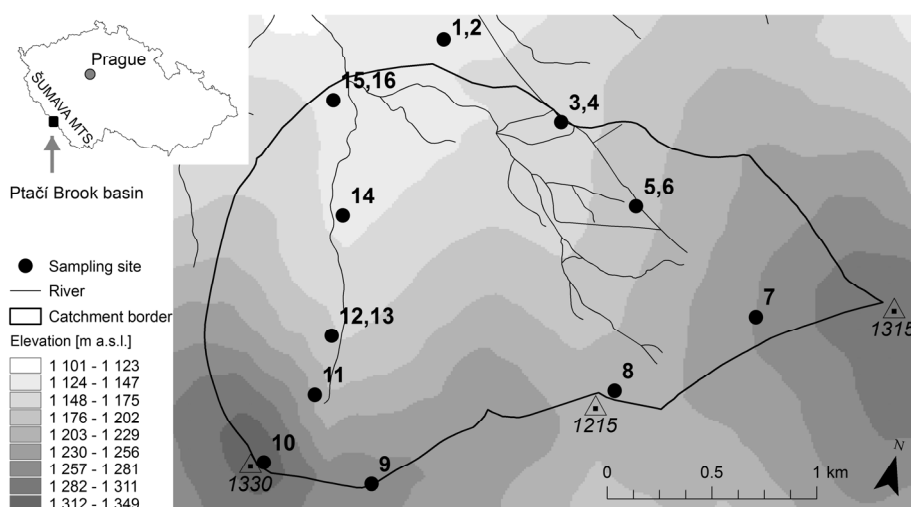 Prague
ŠUMAVA MTS
Ptačí Brook basin
Sampling site
River
Catchment border
Elevation [m a.s.l.]
1 101 - 1 123
1 124 - 1 147
1 148 - 1 175
1 176 - 1 202
1 203 - 1 229
1 230 - 1 256
1 257 - 1 281
1 282 - 1 311
1 312 - 1 349
1,2
15,16
3,4
14
5,6
12,13
7
1315
11
8
1215
10
1330
9
0 0.5 1 km
N